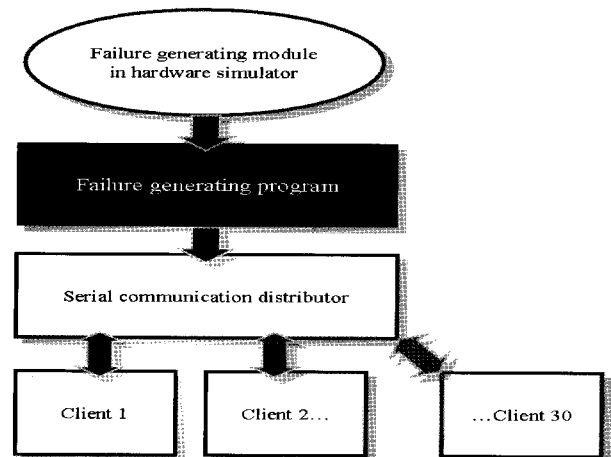 Failure generating module
in hardware simulator
Failure generating program
Serial communication distributor
Client 1
Client 2...
...Client 30